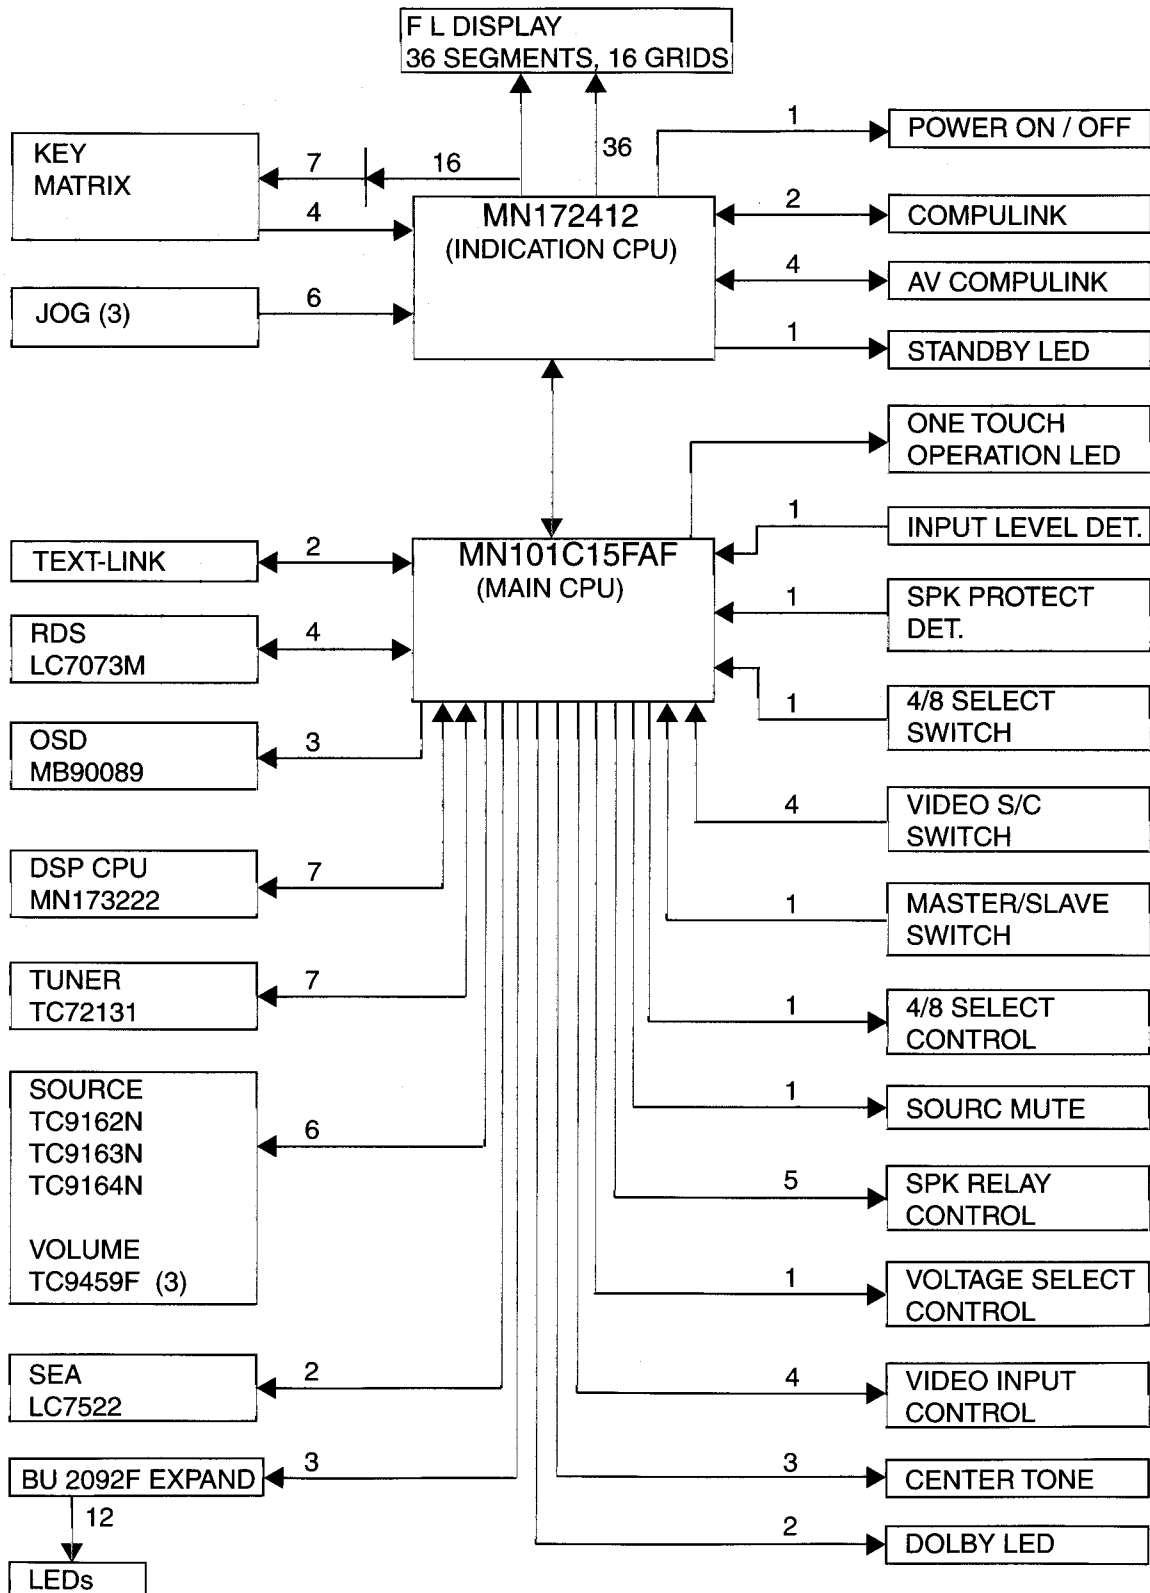 F L DISPLAY
36 SEGMENTS, 16 GRIDS
1
POWER ON / OFF
KEY
MATRIX
7
16
36
4
MN172412
(INDICATION CPU)
2
COMPULINK
4
AV COMPULINK
JOG (3)
6
1
STANDBY LED
ONE TOUCH
OPERATION LED
1
INPUT LEVEL DET.
TEXT-LINK
2
MN101C15FAF
(MAIN CPU)
1
SPK PROTECT
DET.
RDS
LC7073M
4
1
4/8 SELECT
SWITCH
OSD
MB90089
3
4
VIDEO S/C
SWITCH
DSP CPU
MN173222
7
1
MASTER/SLAVE
SWITCH
TUNER
TC72131
7
1
4/8 SELECT
CONTROL
SOURCE
TC9162N
TC9163N
TC9164N
VOLUME
TC9459F (3)
6
1
SOURC MUTE
5
SPK RELAY
CONTROL
1
VOLTAGE SELECT
CONTROL
SEA
LC7522
2
4
VIDEO INPUT
CONTROL
BU 2092F EXPAND
3
3
CENTER TONE
12
2
DOLBY LED
LEDs